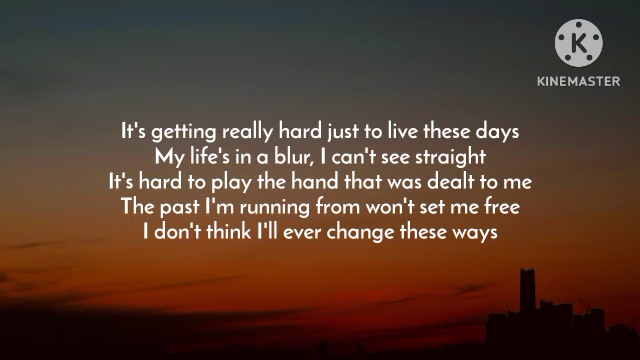 KINEMASTER
It's getting really hard just to live these days
My life's in a blur, I can't see straight
It's hard to play the hand that was dealt to me
The past I'm running from won't set me free
I don't think I'll ever change these ways